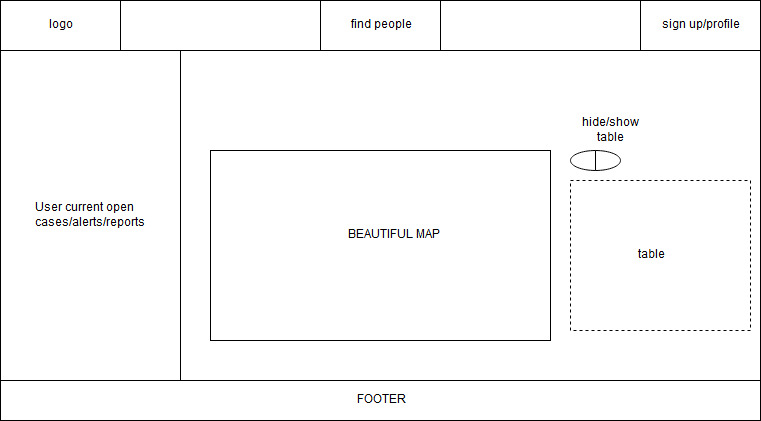 logo
find people
sign up/profile
hide/show
table
User current open
cases/alerts/reports
BEAUTIFUL MAP
table
FOOTER